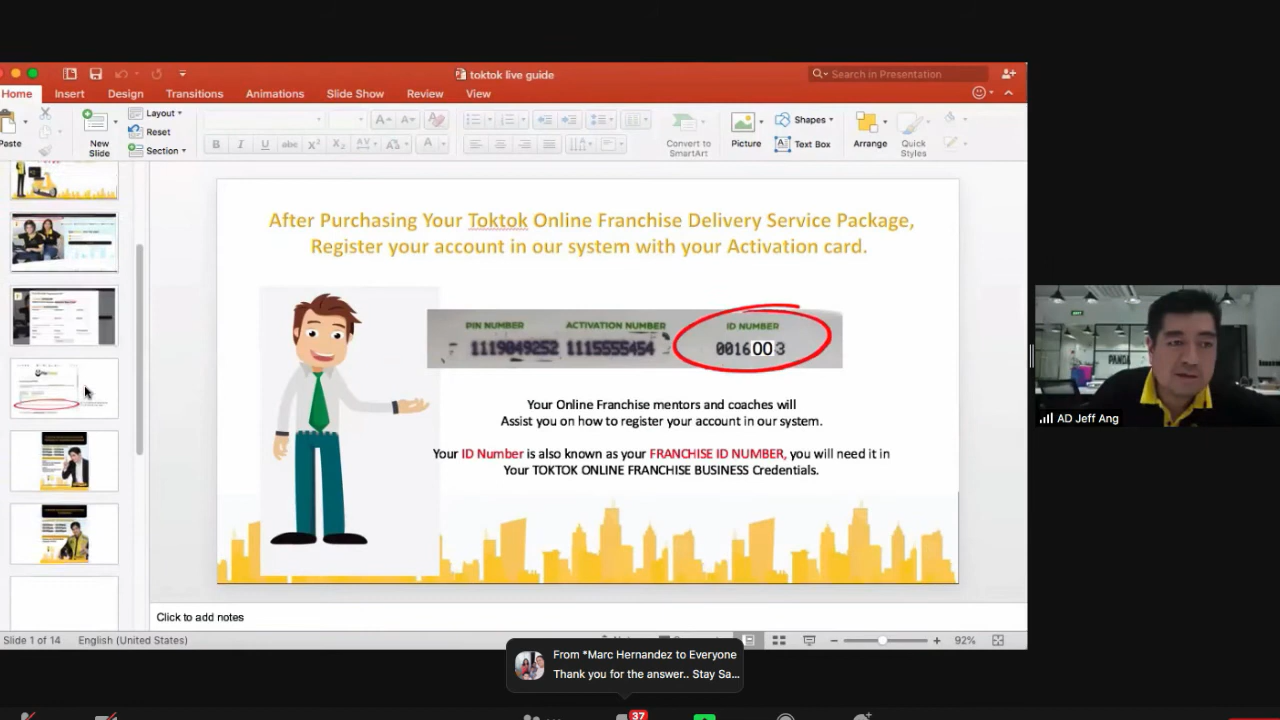 toktok live guide
Search in Presentation
Home Insert Design Transitions Animations Slide Show Review View
Paste
New
Slide
Layout
Reset
Section
B I U abc X² X₂ AV Aa A
Convert to
SmartArt
Picture
Shapes
Text Box
Arrange
Quick
Styles
After Purchasing Your Toktok Online Franchise Delivery Service Package,
Register your account in our system with your Activation card.
PIN NUMBER ACTIVATION NUMBER ID NUMBER
1119049252 1115555454 0016003
Your Online Franchise mentors and coaches will
Assist you on how to register your account in our system.
Your ID Number is also known as your FRANCHISE ID NUMBER, you will need it in
Your TOKTOK ONLINE FRANCHISE BUSINESS Credentials.
Click to add notes
Slide 1 of 14 English (United States)
92%
PANDA
AD Jeff Ang
From *Marc Hernandez to Everyone
Thank you for the answer.. Stay Sa...
37